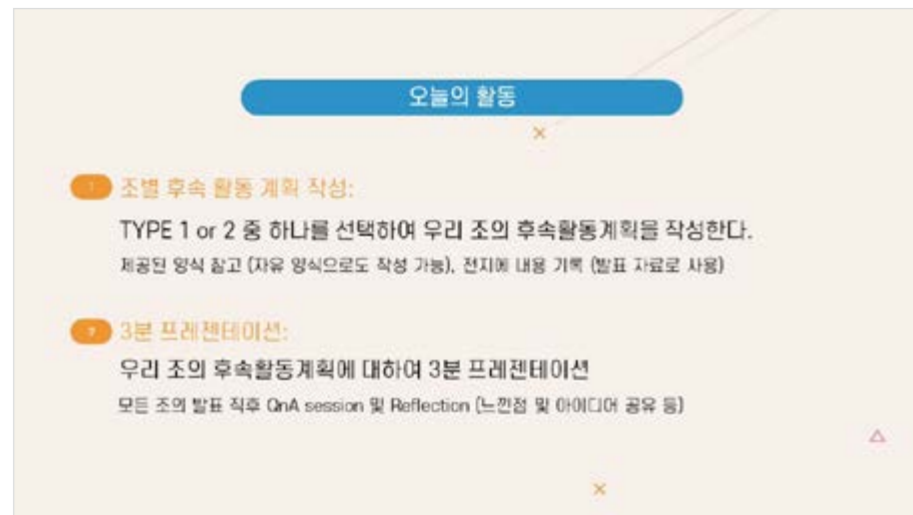 오늘의 활동
1 조별 후속 활동 계획 작성:
TYPE 1 or 2 중 하나를 선택하여 우리 조의 후속활동계획을 작성한다.
제공된 양식 참고 (자유 양식으로도 작성 가능), 전지에 내용 기록 (발표 자료로 사용)
2 3분 프레젠테이션:
우리 조의 후속활동계획에 대하여 3분 프레젠테이션
모든 조의 발표 직후 QnA session 및 Reflection (느낀점 및 아이디어 공유 등)